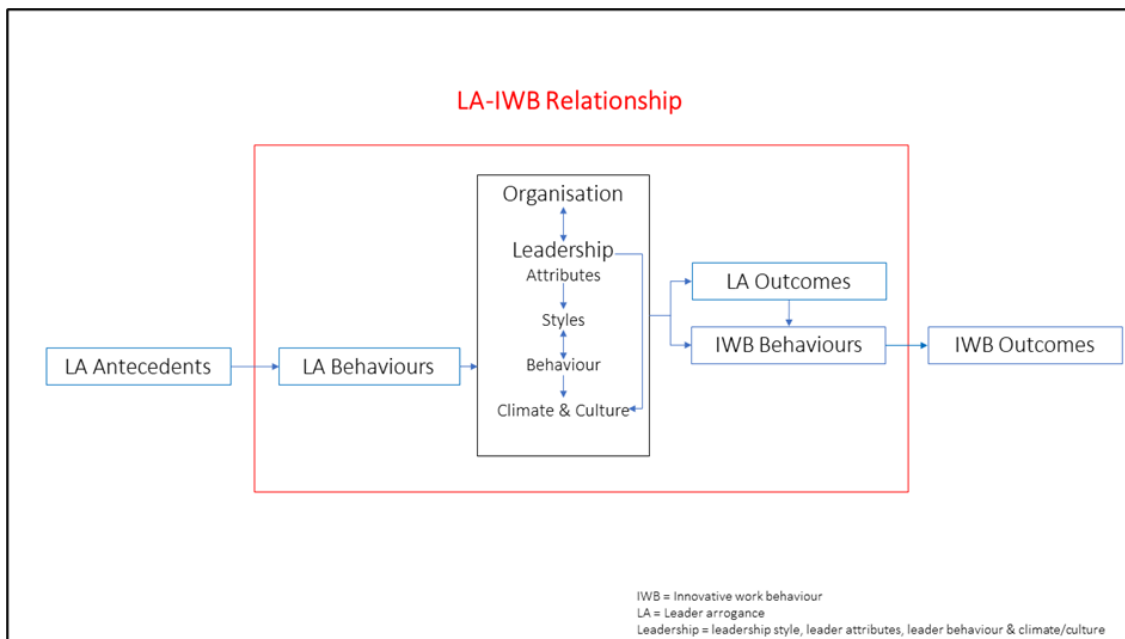 LA-IWB Relationship
Organisation
Leadership
Attributes
Styles
Behaviour
Climate & Culture
LA Antecedents
LA Behaviours
LA Outcomes
IWB Behaviours
IWB Outcomes
IWB = Innovative work behaviour
LA = Leader arrogance
Leadership = leadership style, leader attributes, leader behaviour & climate/culture